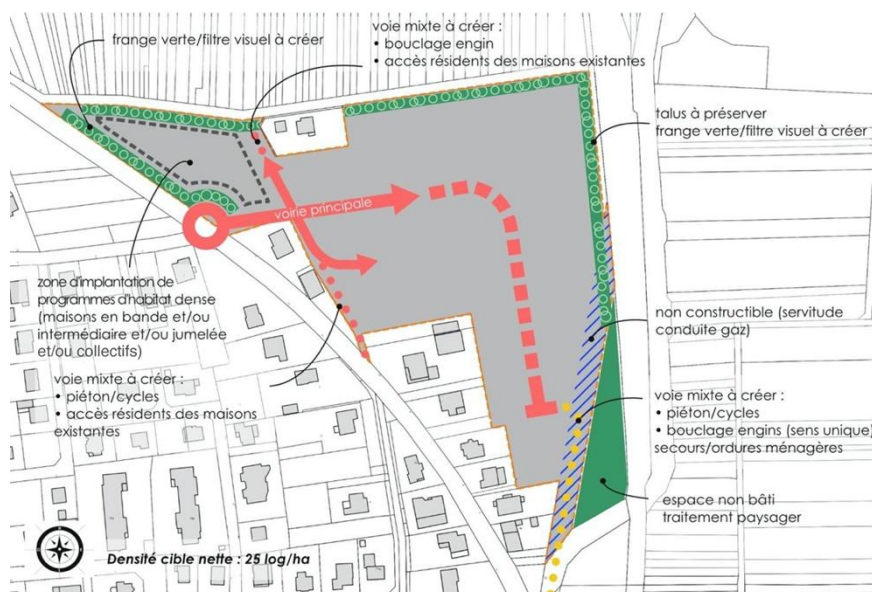 frange verte/filtre visuel à créer
voie mixte à créer :
• bouclage engin
• accès résidents des maisons existantes
talus à préserver
frange verte/filtre visuel à créer
voirie principale
zone d'implantation de
programmes d'habitat dense
(maisons en bande et/ou
intermédiaire et/ou jumelée
et/ou collectifs)
non constructible (servitude
conduite gaz)
voie mixte à créer :
• piéton/cycles
• accès résidents des maisons
existantes
voie mixte à créer :
• piéton/cycles
• bouclage engins (sens unique)
secours/ordures ménagères
espace non bâti
traitement paysager
Densité cible nette : 25 log/ha